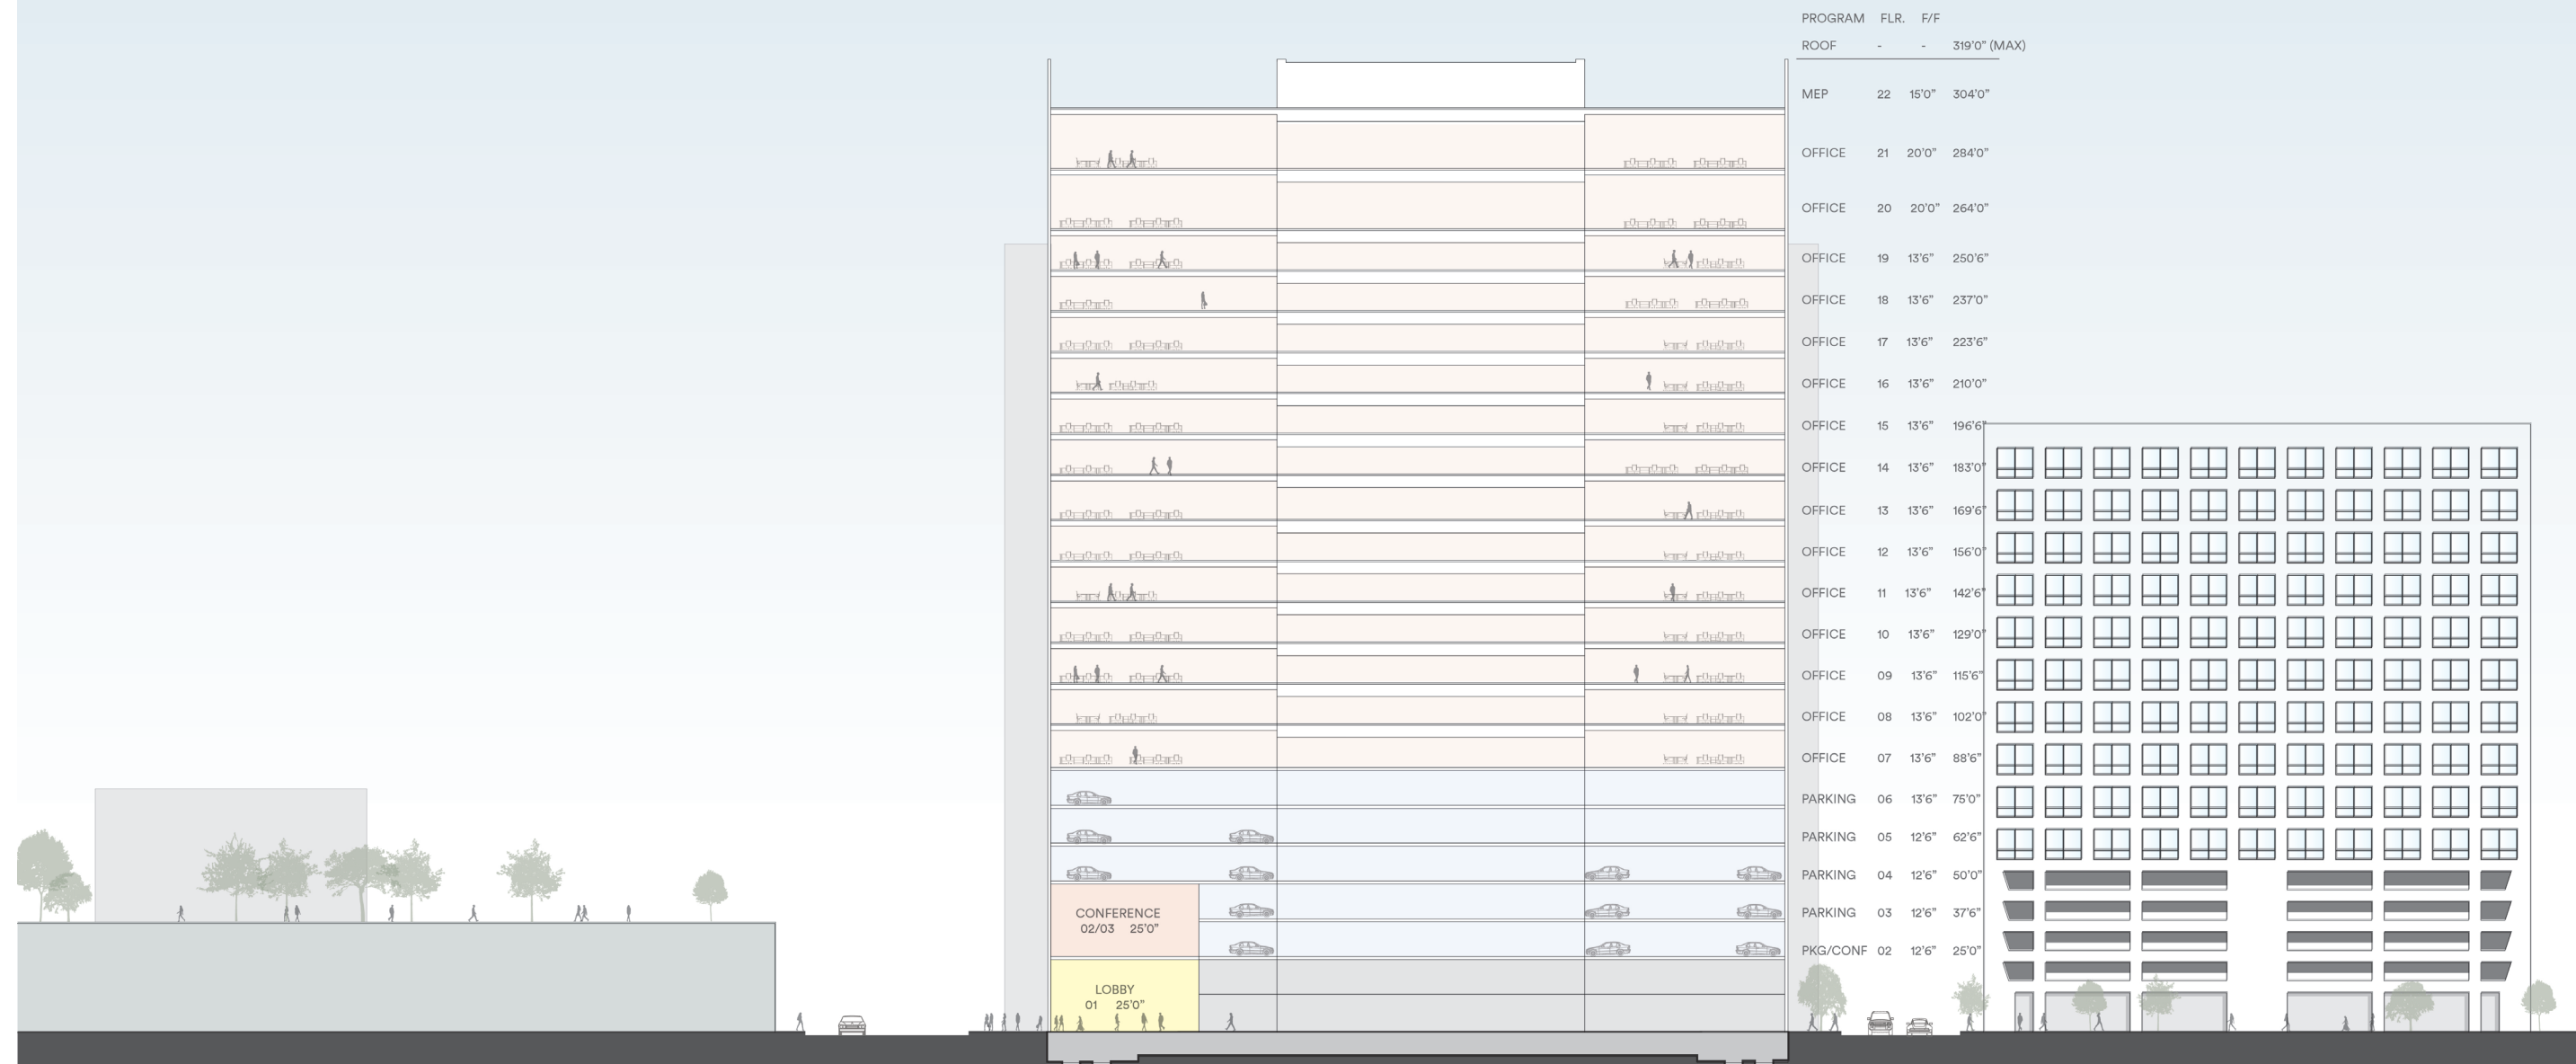 PROGRAM FLR. F/F
ROOF - - 319'0" (MAX)
MEP 22 15'0" 304'0"
OFFICE 21 20'0" 284'0"
OFFICE 20 20'0" 264'0"
OFFICE 19 13'6" 250'6"
OFFICE 18 13'6" 237'0"
OFFICE 17 13'6" 223'6"
OFFICE 16 13'6" 210'0"
OFFICE 15 13'6" 196'6"
OFFICE 14 13'6" 183'0"
OFFICE 13 13'6" 169'6"
OFFICE 12 13'6" 156'0"
OFFICE 11 13'6" 142'6"
OFFICE 10 13'6" 129'0"
OFFICE 09 13'6" 115'6"
OFFICE 08 13'6" 102'0"
OFFICE 07 13'6" 88'6"
PARKING 06 13'6" 75'0"
PARKING 05 12'6" 62'6"
PARKING 04 12'6" 50'0"
PARKING 03 12'6" 37'6"
PKG/CONF 02 12'6" 25'0"
CONFERENCE
02/03 25'0"
LOBBY
01 25'0"